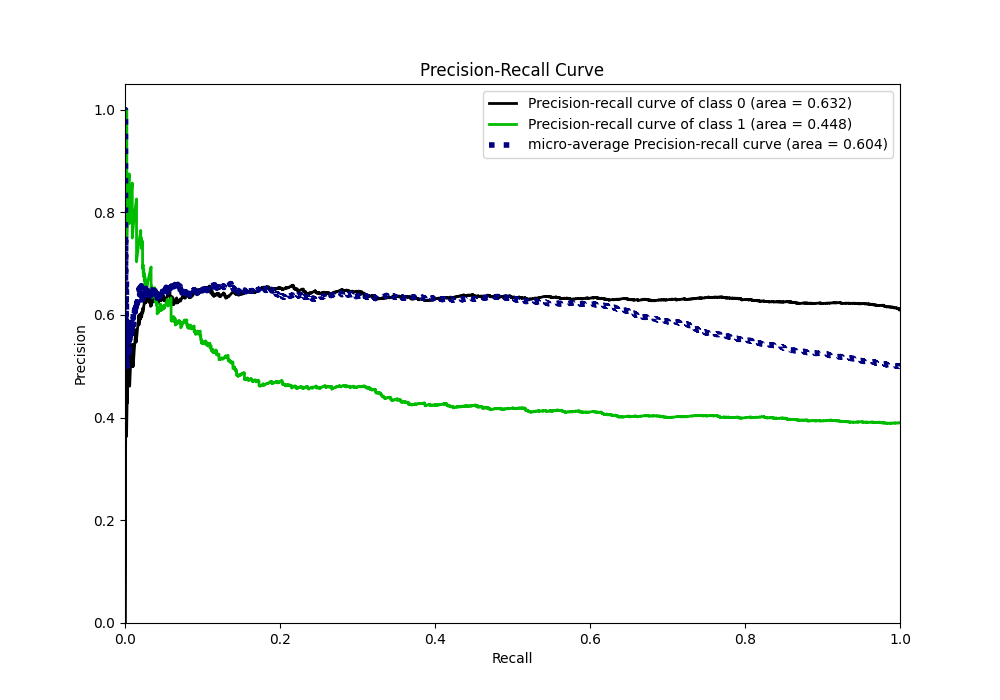 Precision-Recall Curve
Precision-recall curve of class 0 (area = 0.632)
Precision-recall curve of class 1 (area = 0.448)
micro-average Precision-recall curve (area = 0.604)
1.0
0.8
0.6
0.4
0.2
0.0
Precision
0.0 0.2 0.4 0.6 0.8 1.0
Recall